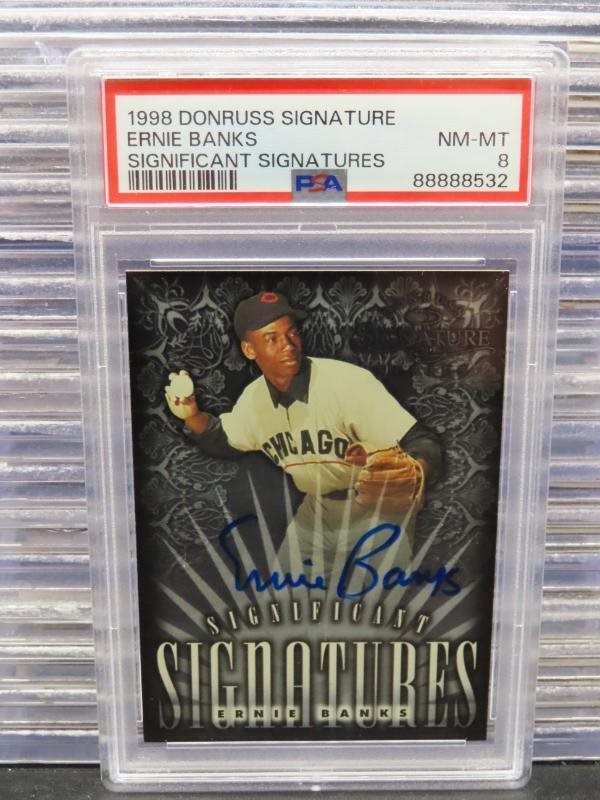 1998 DONRUSS SIGNATURE
ERNIE BANKS NM-MT
SIGNIFICANT SIGNATURES 8
PSA 88888532
SIGNATURE
CHICAGO
Ernie Banks
SIGNIFICANT
SIGNATURES
ERNIE BANKS